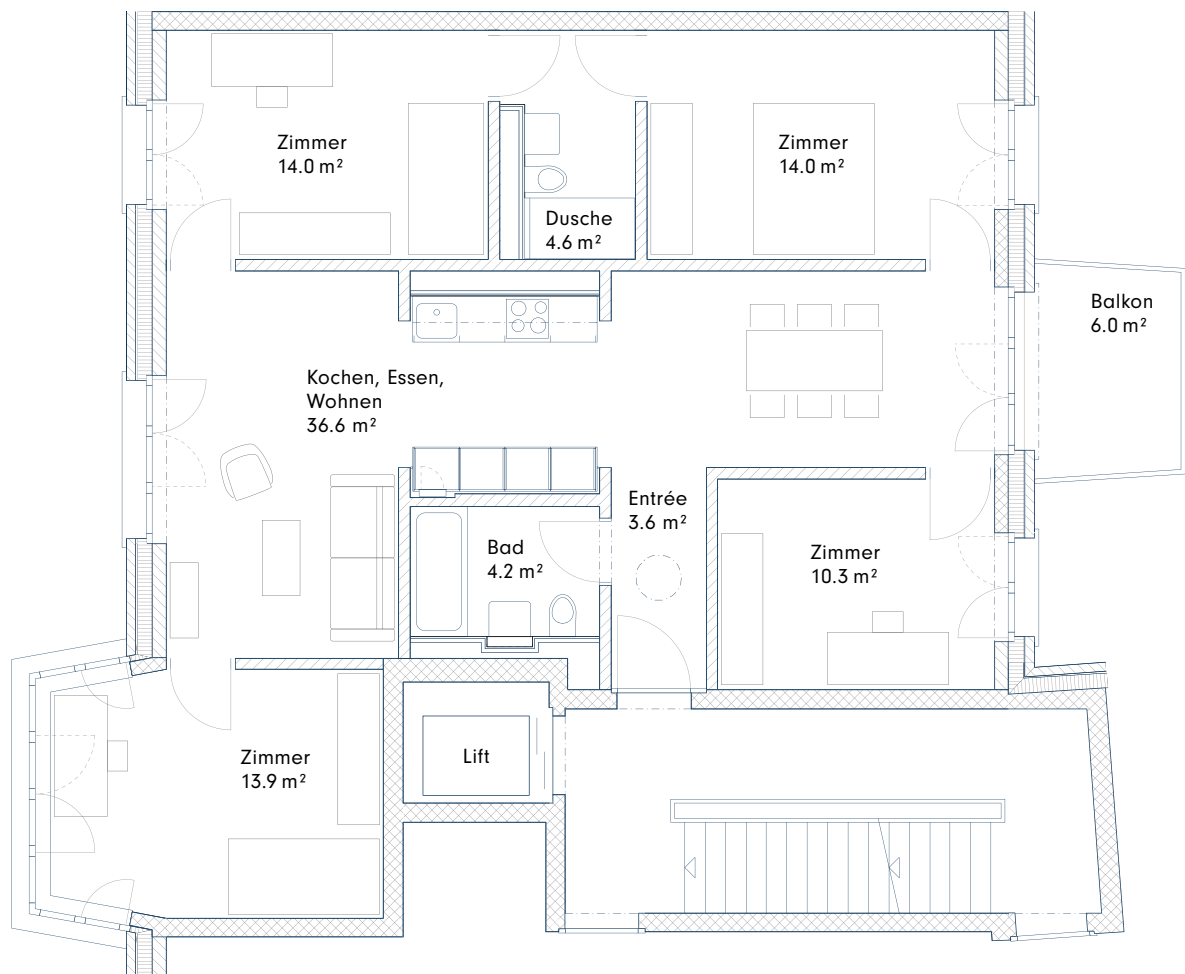 Zimmer
14.0 m²
Zimmer
14.0 m²
Dusche
4.6 m²
Balkon
6.0 m²
Kochen, Essen,
Wohnen
36.6 m²
Entrée
3.6 m²
Bad
4.2 m²
Zimmer
10.3 m²
Zimmer
13.9 m²
Lift